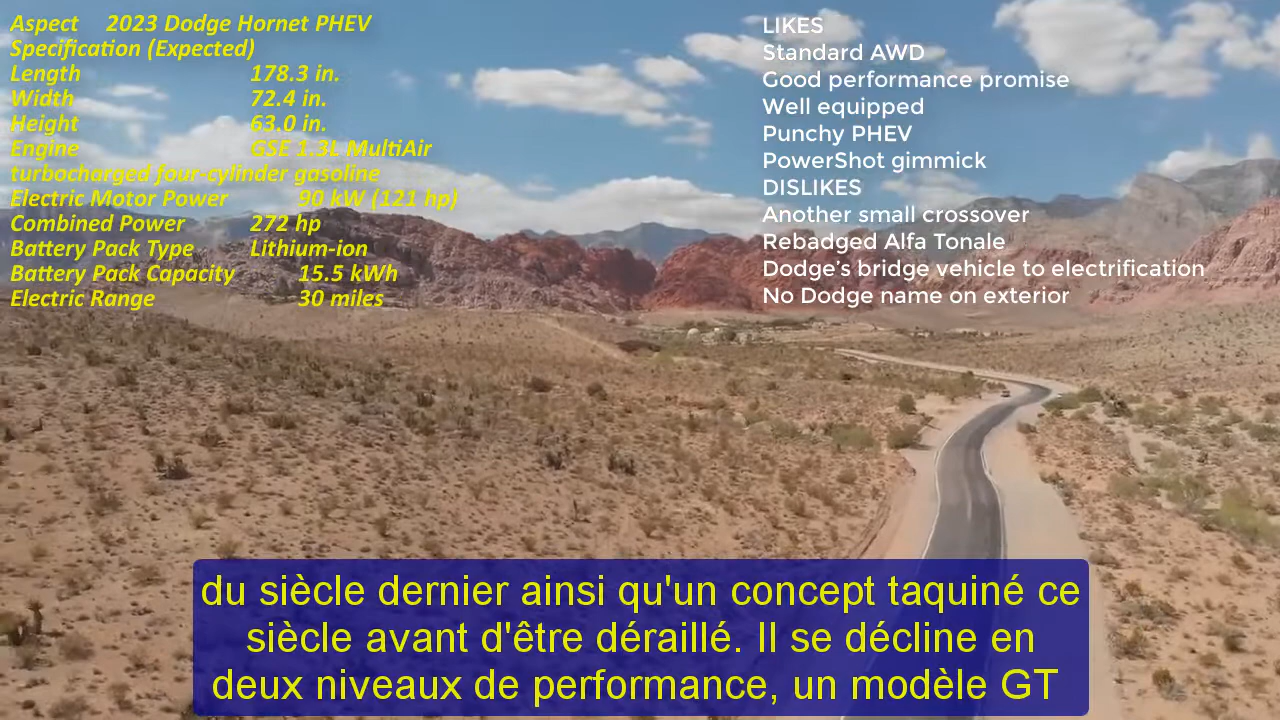 Aspect 2023 Dodge Hornet PHEV
Specification (Expected)
Length 178.3 in.
Width 72.4 in.
Height 63.0 in.
Engine GSE 1.3L MultiAir
turbocharged four-cylinder gasoline
Electric Motor Power 90 kW (121 hp)
Combined Power 272 hp
Battery Pack Type Lithium-ion
Battery Pack Capacity 15.5 kWh
Electric Range 30 miles
LIKES
Standard AWD
Good performance promise
Well equipped
Punchy PHEV
PowerShot gimmick
DISLIKES
Another small crossover
Rebadged Alfa Tonale
Dodge’s bridge vehicle to electrification
No Dodge name on exterior
du siècle dernier ainsi qu'un concept taquiné ce
siècle avant d'être déraillé. Il se décline en
deux niveaux de performance, un modèle GT